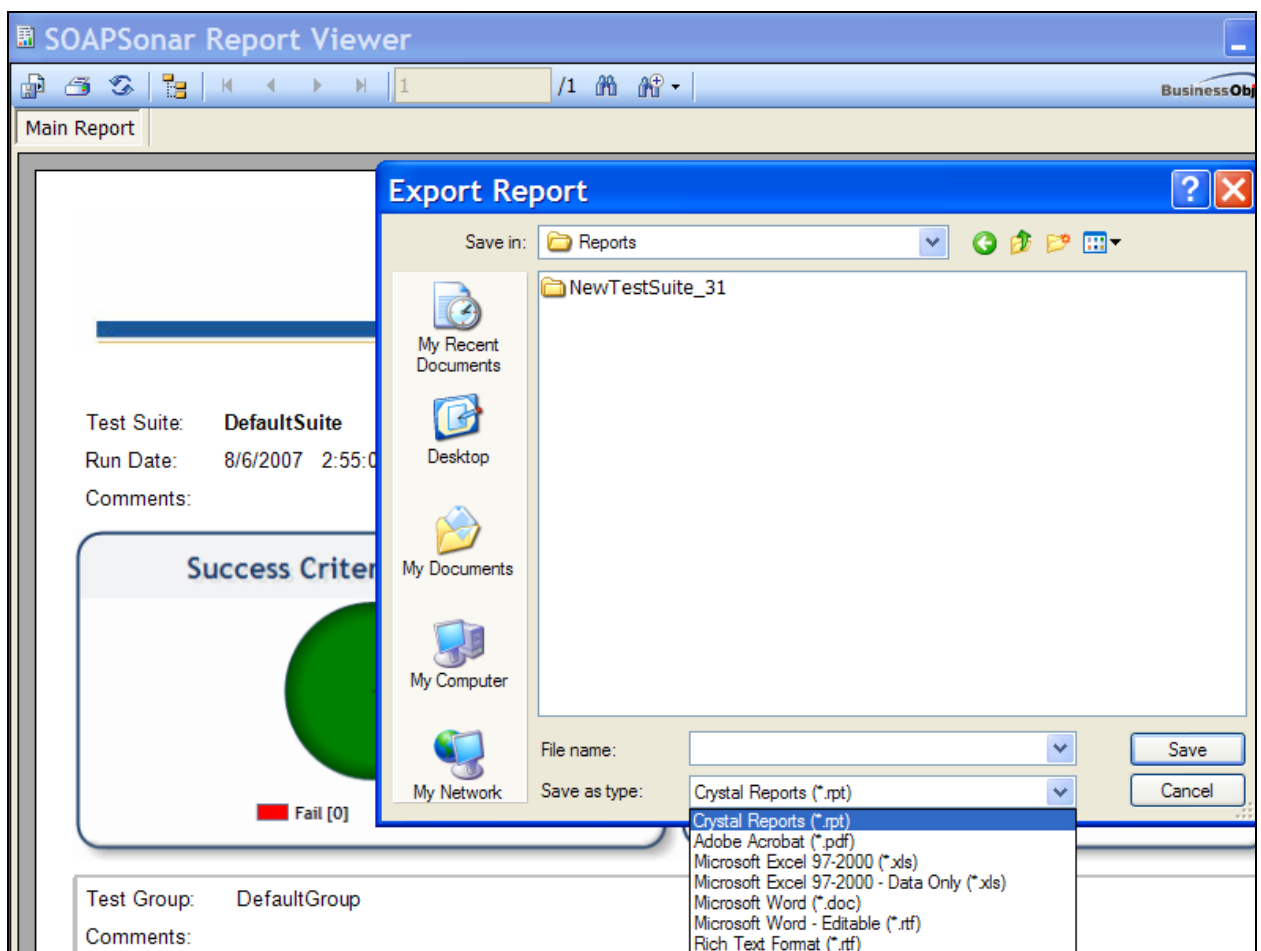 SOAPSonar Report Viewer
1 /1
BusinessObj
Main Report
Export Report
Save in: Reports
NewTestSuite_31
My Recent
Documents
Desktop
My Documents
My Computer
My Network
File name: Save
Save as type: Crystal Reports (*.rpt) Cancel
Crystal Reports (*.rpt)
Adobe Acrobat (*.pdf)
Microsoft Excel 97-2000 (*.xls)
Microsoft Excel 97-2000 - Data Only (*.xls)
Microsoft Word (*.doc)
Microsoft Word - Editable (*.rtf)
Rich Text Format (*.rtf)
Test Suite: DefaultSuite
Run Date: 8/6/2007 2:55:0
Comments:
Success Criter
Fail [0]
Test Group: DefaultGroup
Comments: